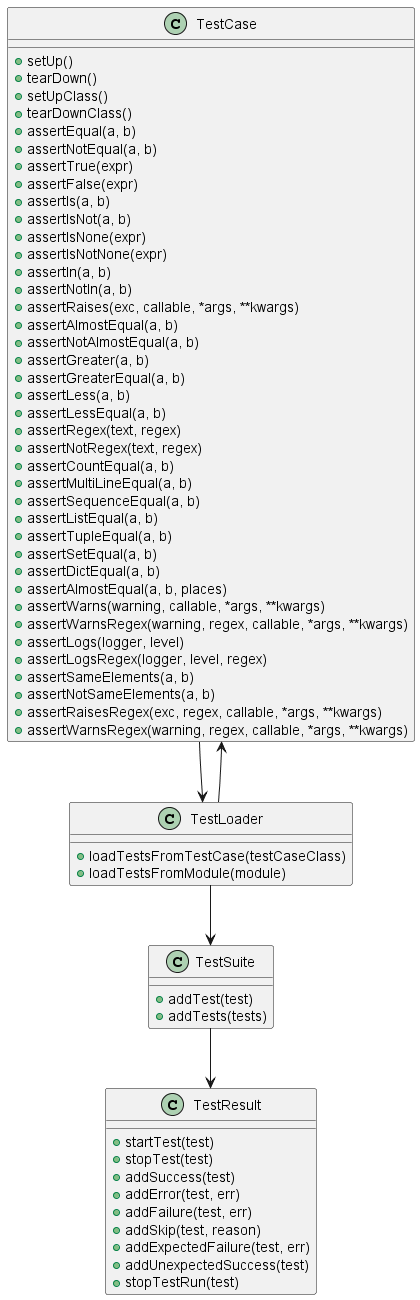 C TestCase
setUp()
tearDown()
setUpClass()
tearDownClass()
assertEqual(a, b)
assertNotEqual(a, b)
assertTrue(expr)
assertFalse(expr)
assertIs(a, b)
assertIsNot(a, b)
assertIsNone(expr)
assertIsNotNone(expr)
assertIn(a, b)
assertNotIn(a, b)
assertRaises(exc, callable, *args, **kwargs)
assertAlmostEqual(a, b)
assertNotAlmostEqual(a, b)
assertGreater(a, b)
assertGreaterEqual(a, b)
assertLess(a, b)
assertLessEqual(a, b)
assertRegex(text, regex)
assertNotRegex(text, regex)
assertCountEqual(a, b)
assertMultiLineEqual(a, b)
assertSequenceEqual(a, b)
assertListEqual(a, b)
assertTupleEqual(a, b)
assertSetEqual(a, b)
assertDictEqual(a, b)
assertAlmostEqual(a, b, places)
assertWarns(warning, callable, *args, **kwargs)
assertWarnsRegex(warning, regex, callable, *args, **kwargs)
assertLogs(logger, level)
assertLogsRegex(logger, level, regex)
assertSameElements(a, b)
assertNotSameElements(a, b)
assertRaisesRegex(exc, regex, callable, *args, **kwargs)
assertWarnsRegex(warning, regex, callable, *args, **kwargs)
C TestLoader
loadTestsFromTestCase(testCaseClass)
loadTestsFromModule(module)
C TestSuite
addTest(test)
addTests(tests)
C TestResult
startTest(test)
stopTest(test)
addSuccess(test)
addError(test, err)
addFailure(test, err)
addSkip(test, reason)
addExpectedFailure(test, err)
addUnexpectedSuccess(test)
stopTestRun(test)